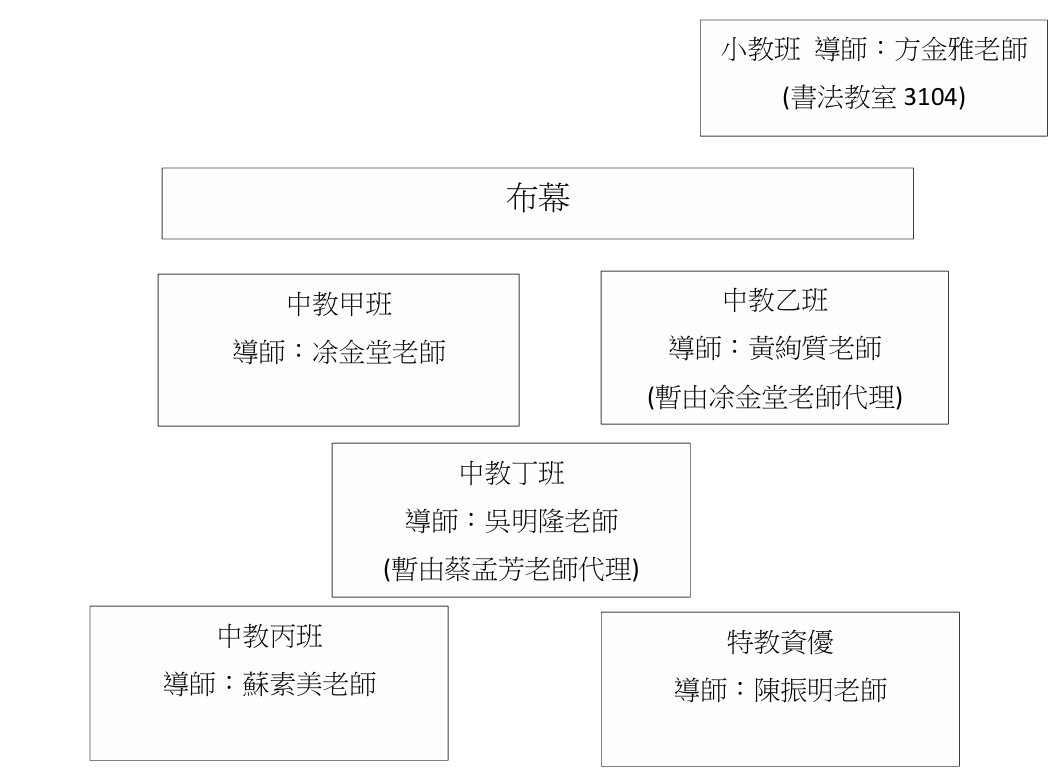 小教班 導師：方金雅老師
(書法教室 3104)
布幕
中教甲班
導師：凃金堂老師
中教乙班
導師：黃絢質老師
(暫由凃金堂老師代理)
中教丁班
導師：吳明隆老師
(暫由蔡孟芳老師代理)
中教丙班
導師：蘇素美老師
特教資優
導師：陳振明老師